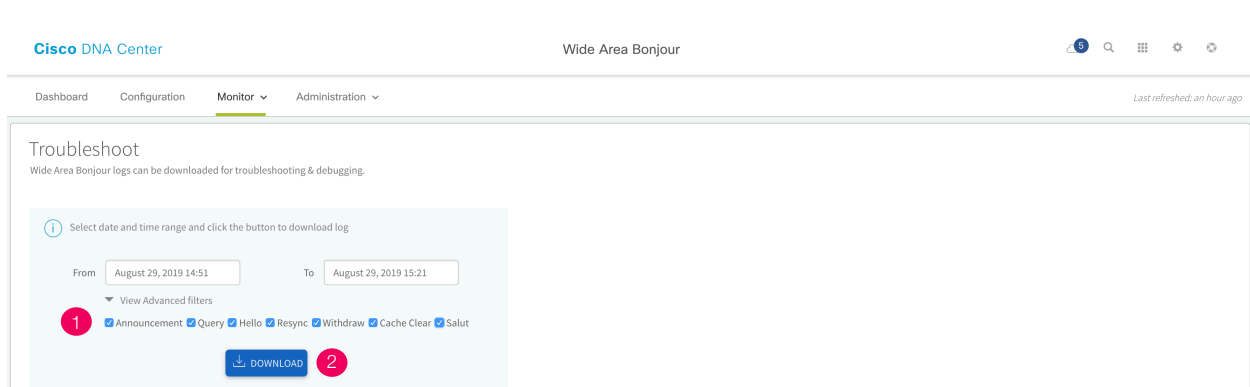 Cisco DNA Center Wide Area Bonjour 5
Dashboard Configuration Monitor Administration Last refreshed: an hour ago
Troubleshoot
Wide Area Bonjour logs can be downloaded for troubleshooting & debugging.
i Select date and time range and click the button to download log
From August 29, 2019 14:51 To August 29, 2019 15:21
View Advanced filters
1 Announcement Query Hello Resync Withdraw Cache Clear Salut
DOWNLOAD 2